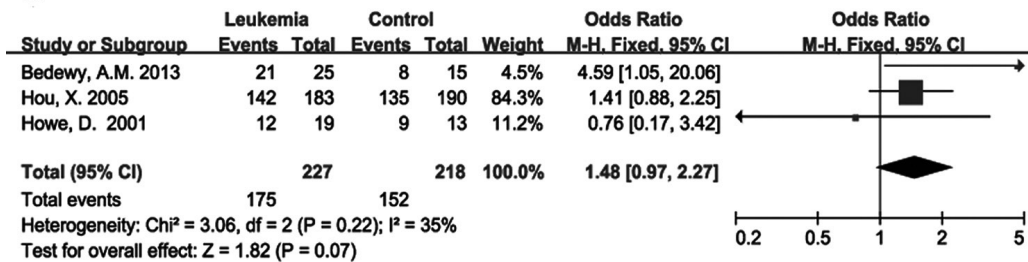 Leukemia Control Odds Ratio Odds Ratio
Study or Subgroup Events Total Events Total Weight M-H, Fixed, 95% CI M-H, Fixed, 95% CI
Bedewy, A.M. 2013 21 25 8 15 4.5% 4.59 [1.05, 20.06]
Hou, X. 2005 142 183 135 190 84.3% 1.41 [0.88, 2.25]
Howe, D. 2001 12 19 9 13 11.2% 0.76 [0.17, 3.42]
Total (95% CI) 227 218 100.0% 1.48 [0.97, 2.27]
Total events 175 152
Heterogeneity: Chi² = 3.06, df = 2 (P = 0.22); I² = 35%
Test for overall effect: Z = 1.82 (P = 0.07)
0.2 0.5 1 2 5